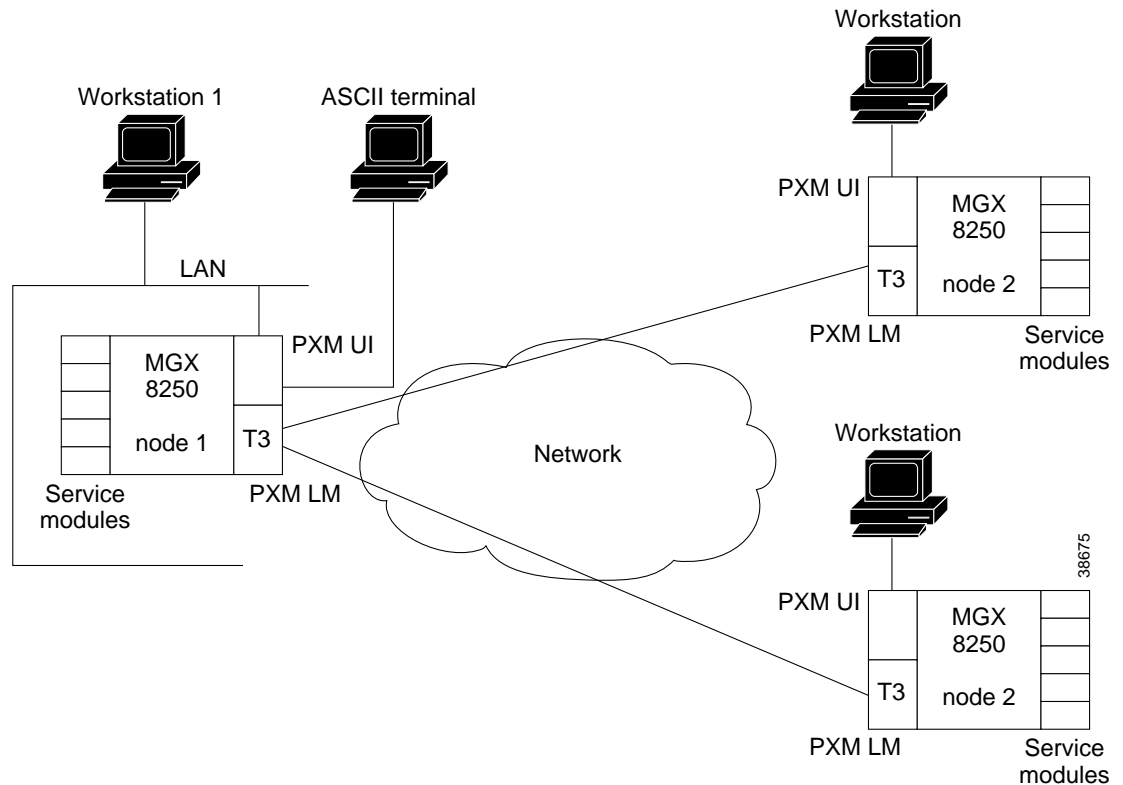 Workstation
Workstation 1
ASCII terminal
PXM UI
MGX
8250
T3
node 2
PXM LM
Service
modules
LAN
PXM UI
MGX
8250
node 1
T3
Service
modules
PXM LM
Network
Workstation
38675
PXM UI
MGX
8250
T3
node 2
PXM LM
Service
modules